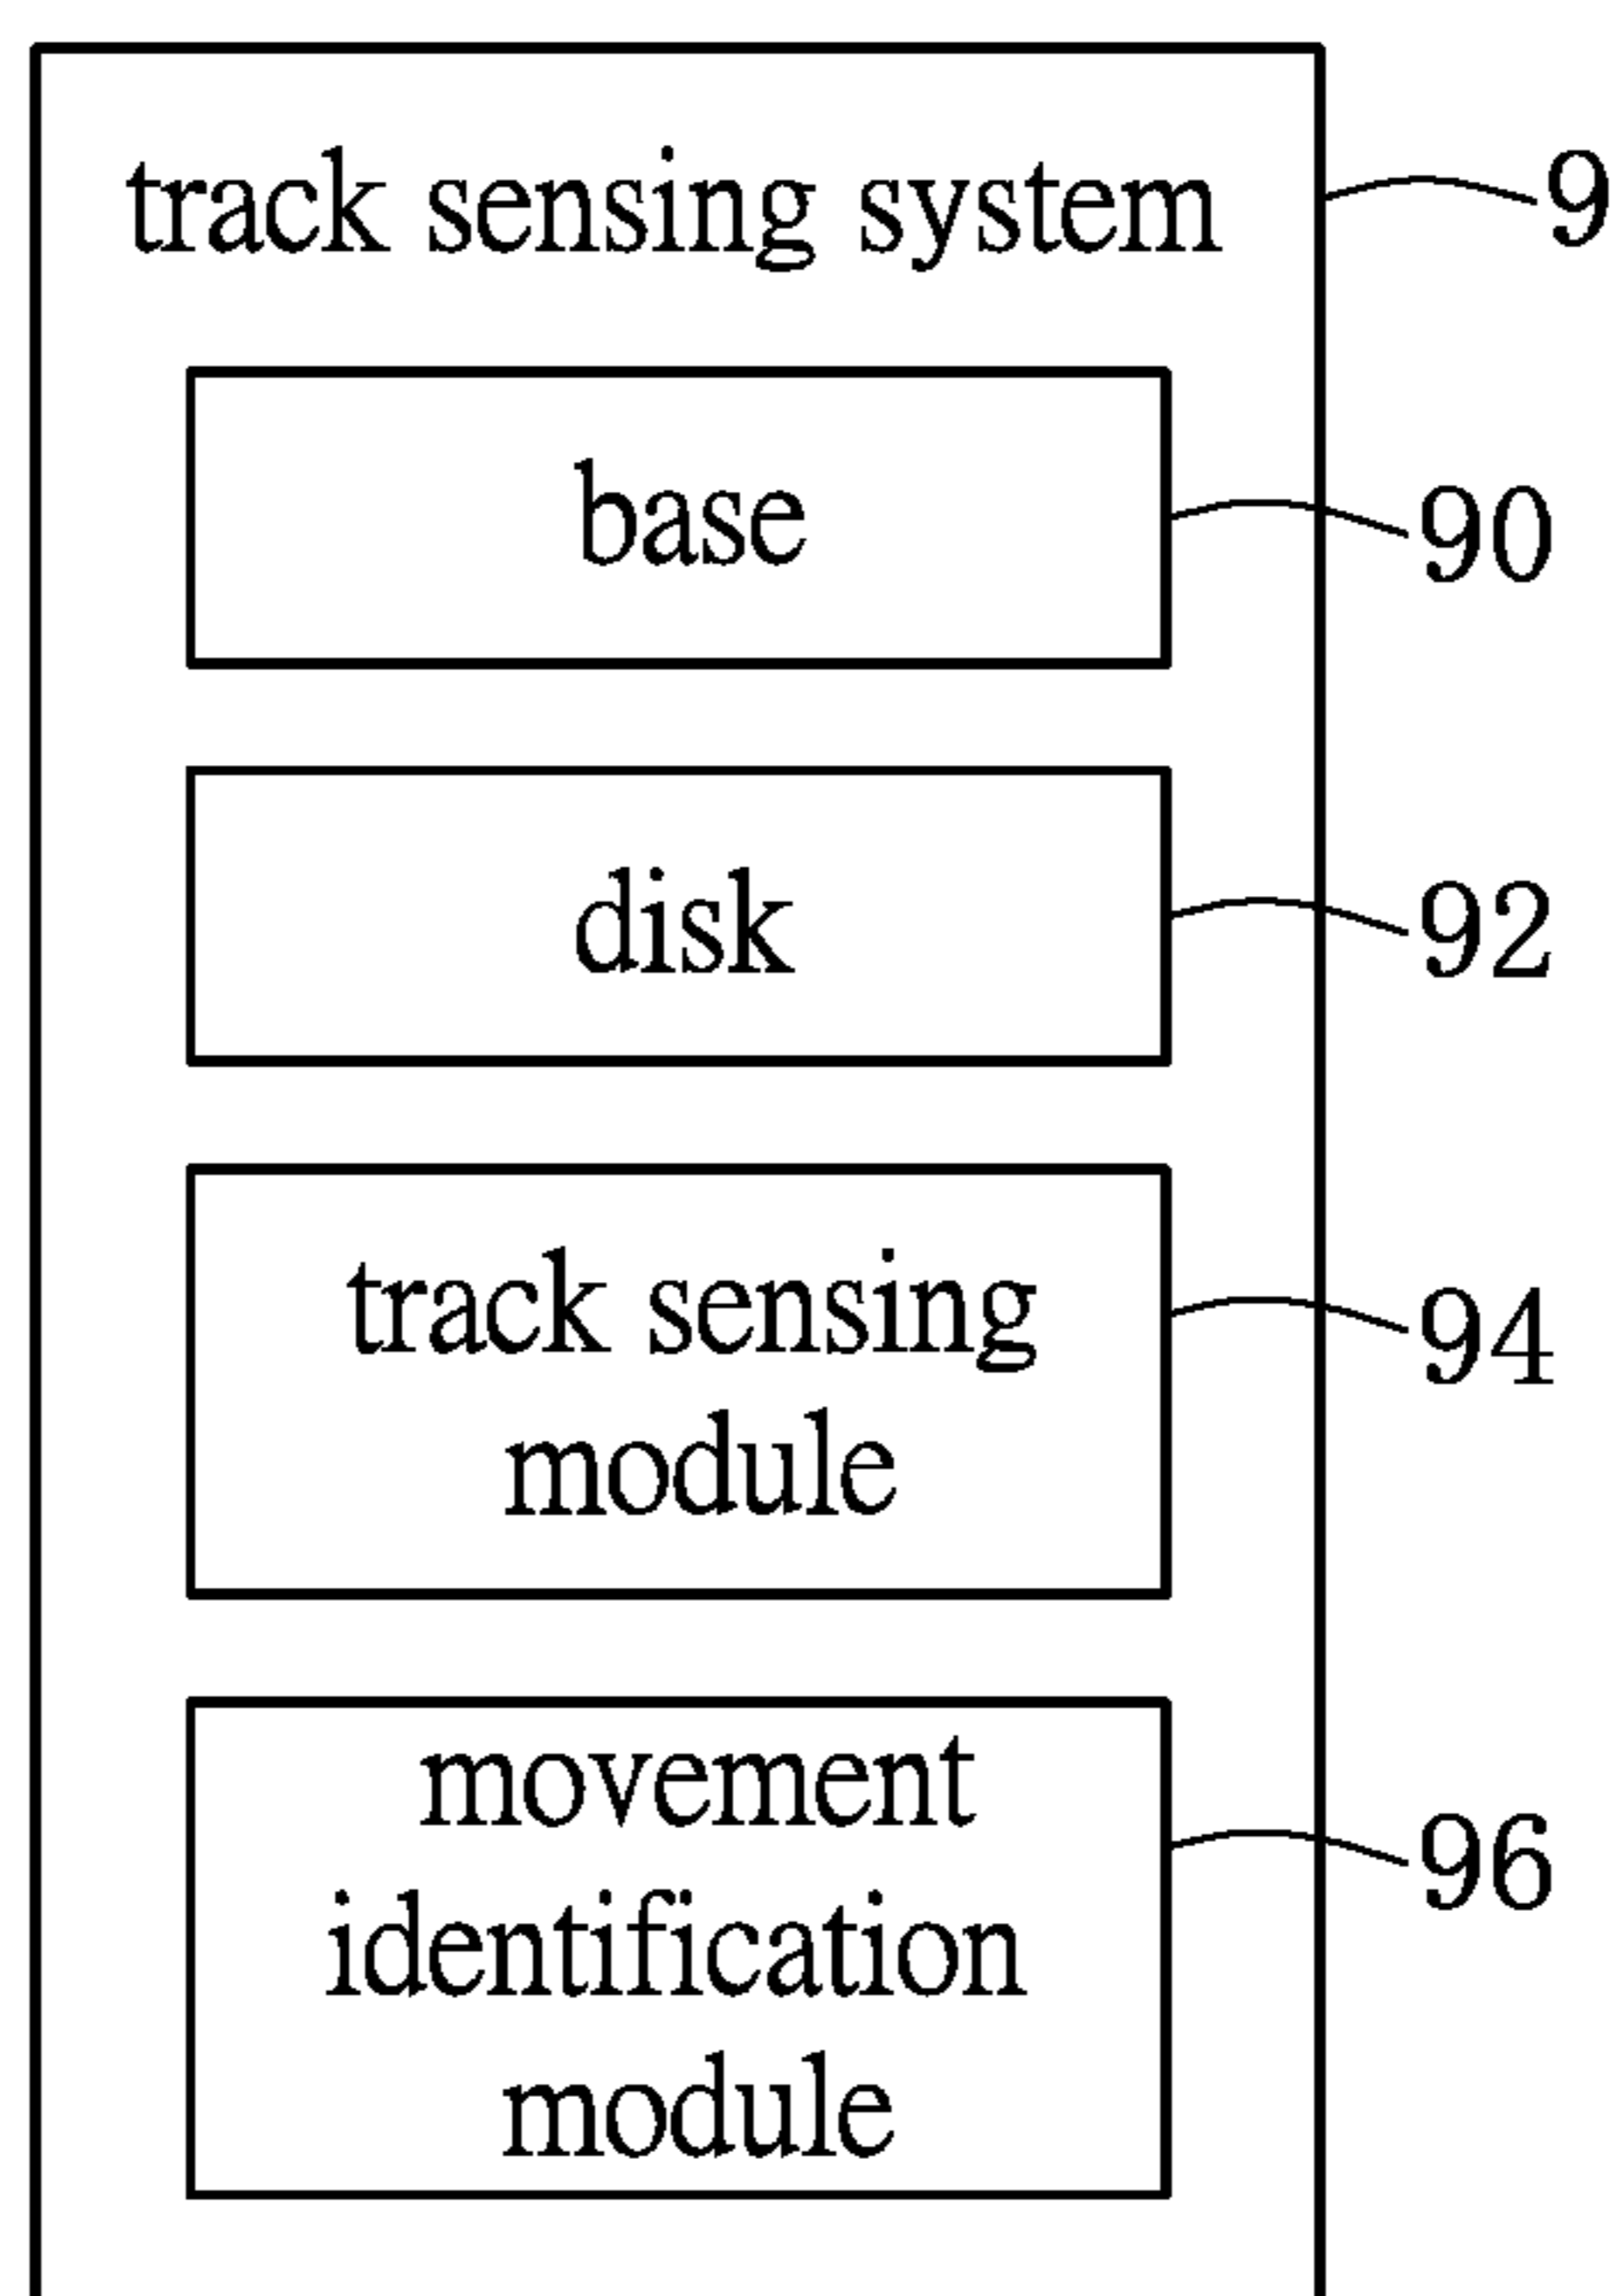 track sensing system 9
base 90
disk 92
track sensing 94
module
movement 96
identification
module